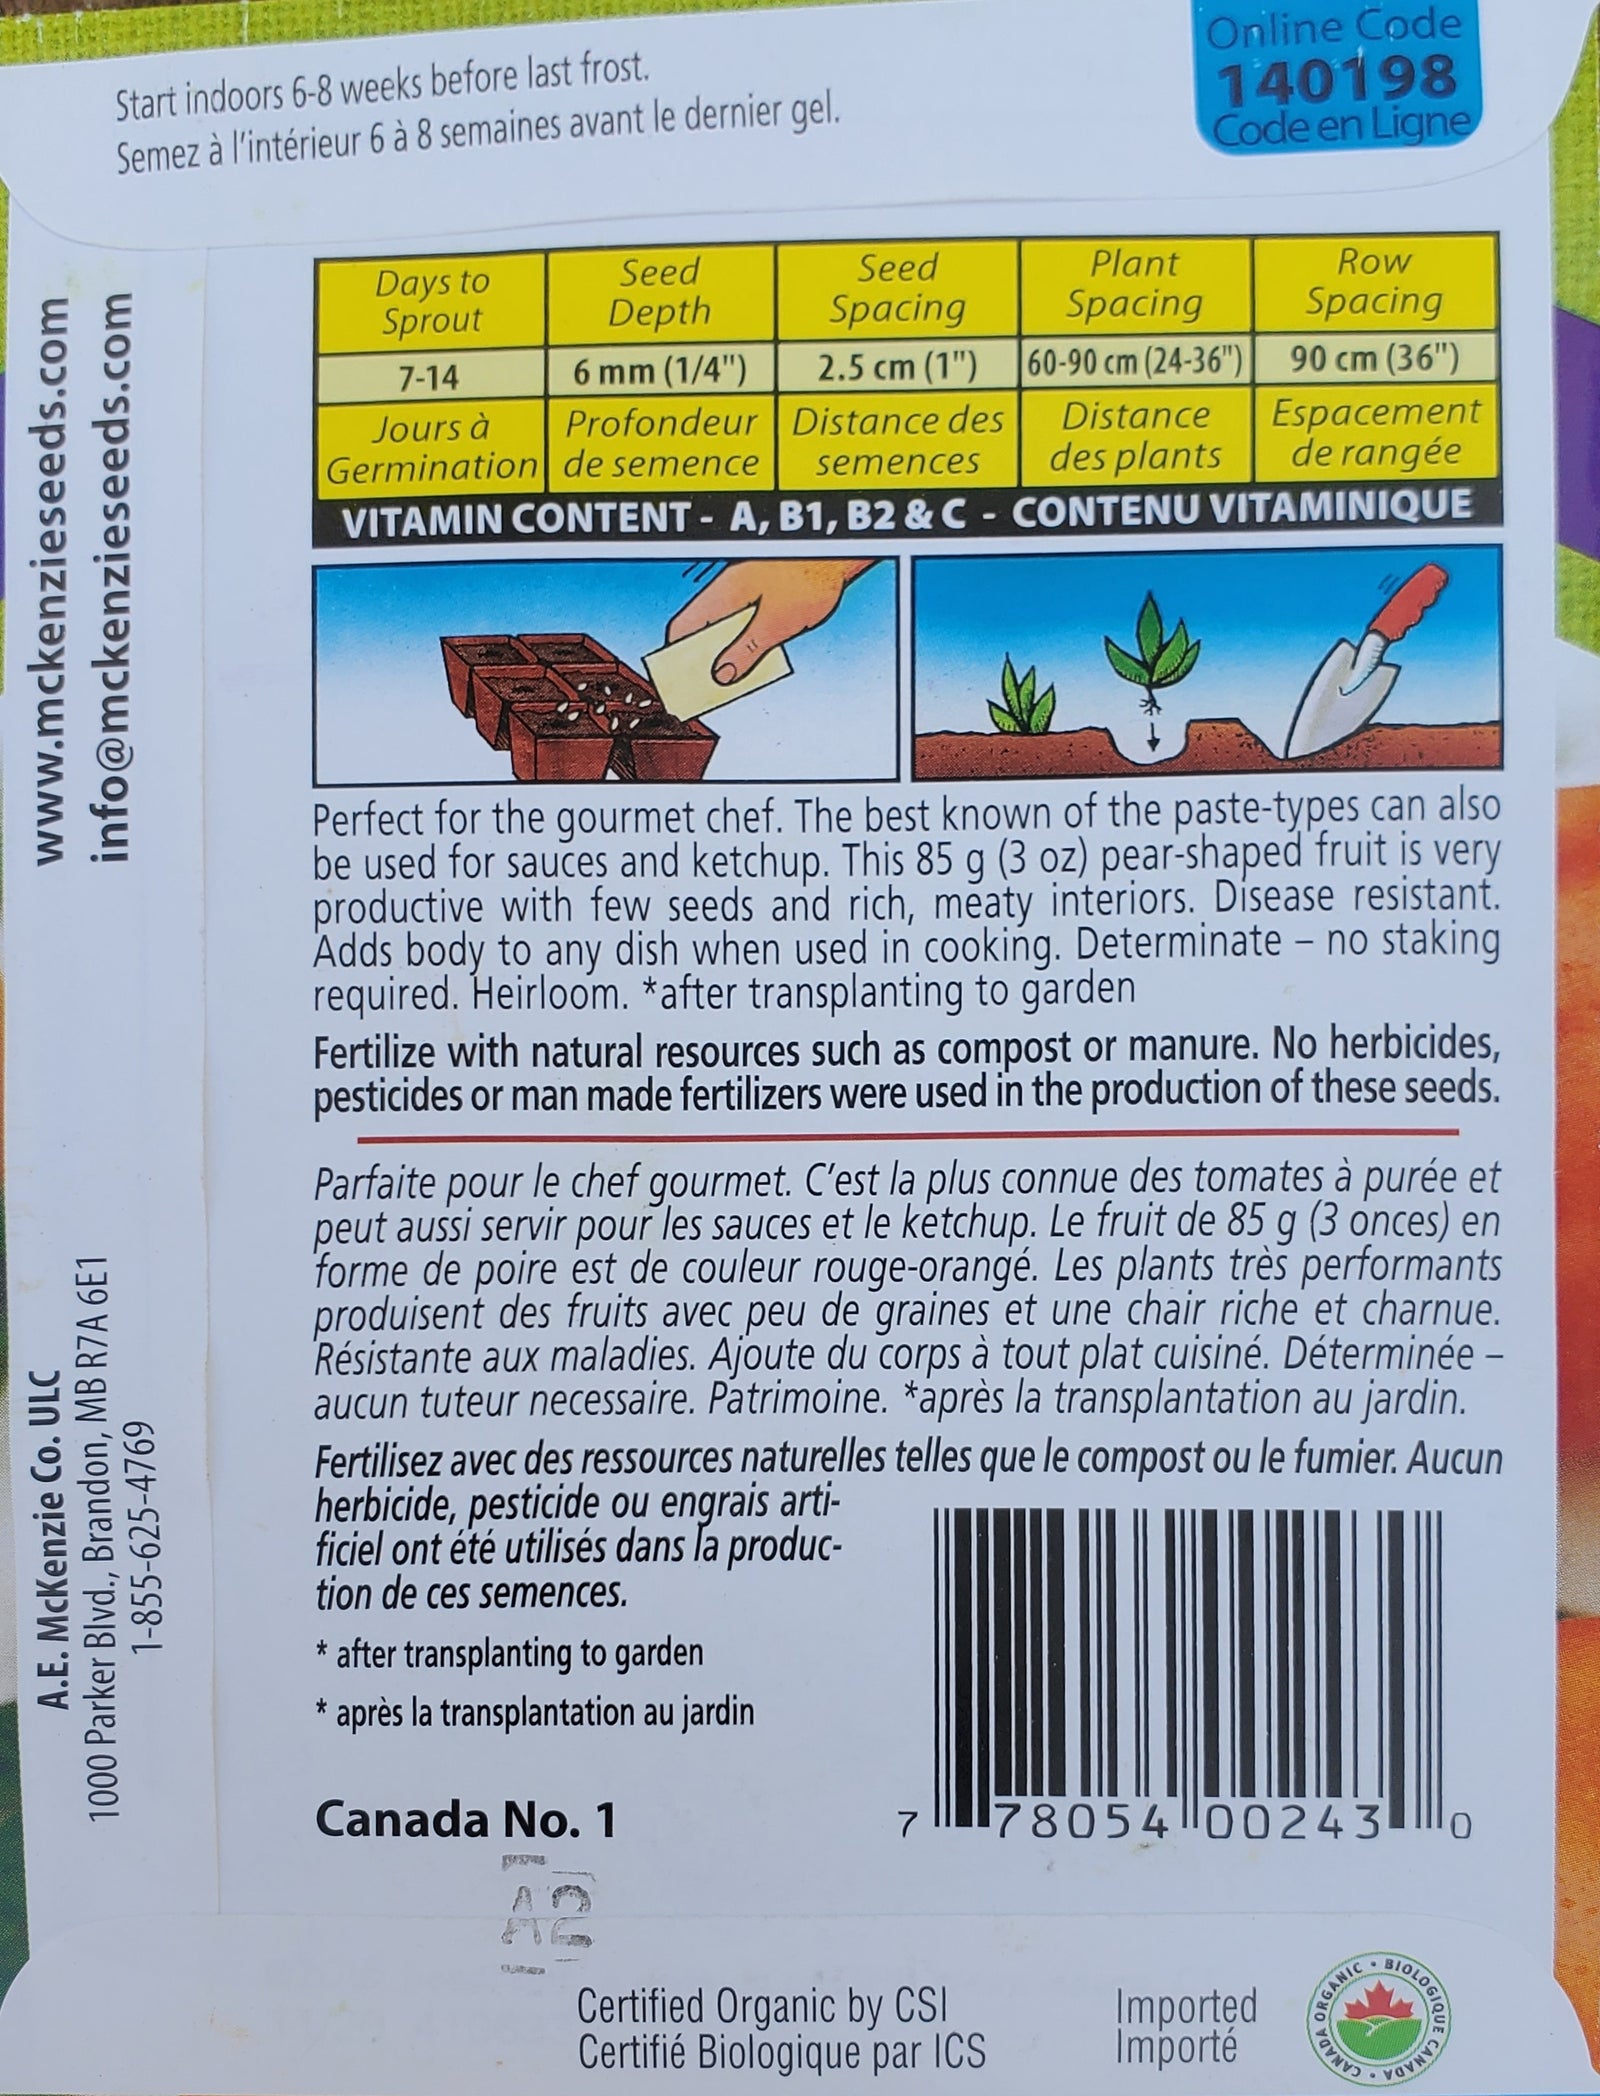 Start indoors 6-8 weeks before last frost.
Semez à l'intérieur 6 à 8 semaines avant le dernier gel.
Online Code
140198
Code en Ligne
www.mckenzieseeds.com
info@mckenzieseeds.com
A.E. McKenzie Co. ULC
1000 Parker Blvd., Brandon, MB R7A 6E1
1-855-625-4769
Days to Sprout
Seed Depth
Seed Spacing
Plant Spacing
Row Spacing
7-14
6 mm (1/4")
2.5 cm (1")
60-90 cm (24-36")
90 cm (36")
Jours à Germination
Profondeur de semence
Distance des semences
Distance des plants
Espacement de rangée
VITAMIN CONTENT - A, B1, B2 & C - CONTENU VITAMINIQUE
Perfect for the gourmet chef. The best known of the paste-types can also
be used for sauces and ketchup. This 85 g (3 oz) pear-shaped fruit is very
productive with few seeds and rich, meaty interiors. Disease resistant.
Adds body to any dish when used in cooking. Determinate – no staking
required. Heirloom. *after transplanting to garden
Fertilize with natural resources such as compost or manure. No herbicides,
pesticides or man made fertilizers were used in the production of these seeds.
Parfaite pour le chef gourmet. C'est la plus connue des tomates à purée et
peut aussi servir pour les sauces et le ketchup. Le fruit de 85 g (3 onces) en
forme de poire est de couleur rouge-orangé. Les plants très performants
produisent des fruits avec peu de graines et une chair riche et charnue.
Résistante aux maladies. Ajoute du corps à tout plat cuisiné. Déterminée –
aucun tuteur necessaire. Patrimoine. *après la transplantation au jardin.
Fertilisez avec des ressources naturelles telles que le compost ou le fumier. Aucun
herbicide, pesticide ou engrais arti-
ficiel ont été utilisés dans la produc-
tion de ces semences.
* after transplanting to garden
* après la transplantation au jardin
Canada No. 1
7 78054 00243 0
A2
Certified Organic by CSI
Certifié Biologique par ICS
Imported
Importé
CANADA ORGANIC • BIOLOGIQUE CANADA •